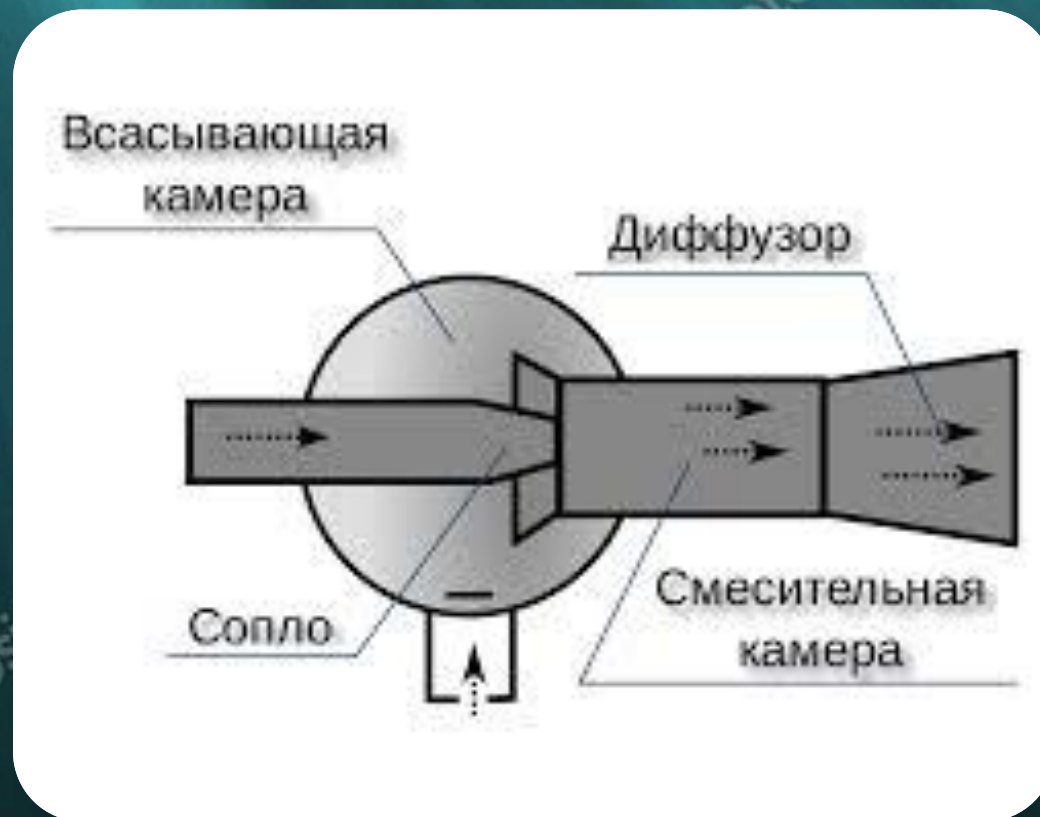 Всасывающая
камера
Диффузор
Сопло
Смесительная
камера